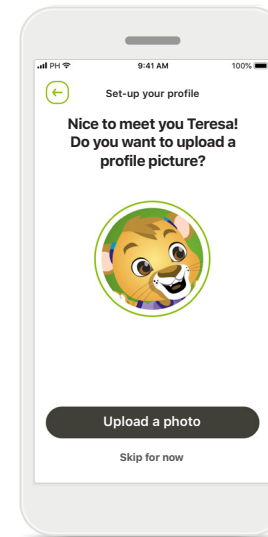 PH 9:41 AM 100%
Set-up your profile
Nice to meet you Teresa!
Do you want to upload a
profile picture?
Upload a photo
Skip for now